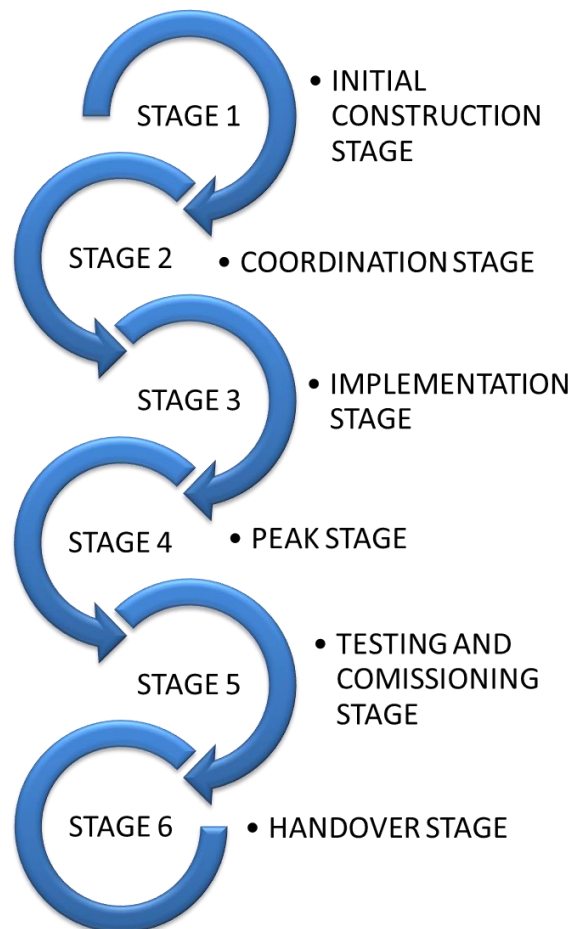 STAGE 1
• INITIAL
CONSTRUCTION
STAGE
STAGE 2
• COORDINATION STAGE
STAGE 3
• IMPLEMENTATION
STAGE
STAGE 4
• PEAK STAGE
STAGE 5
• TESTING AND
COMISSIONING
STAGE
STAGE 6
• HANDOVER STAGE